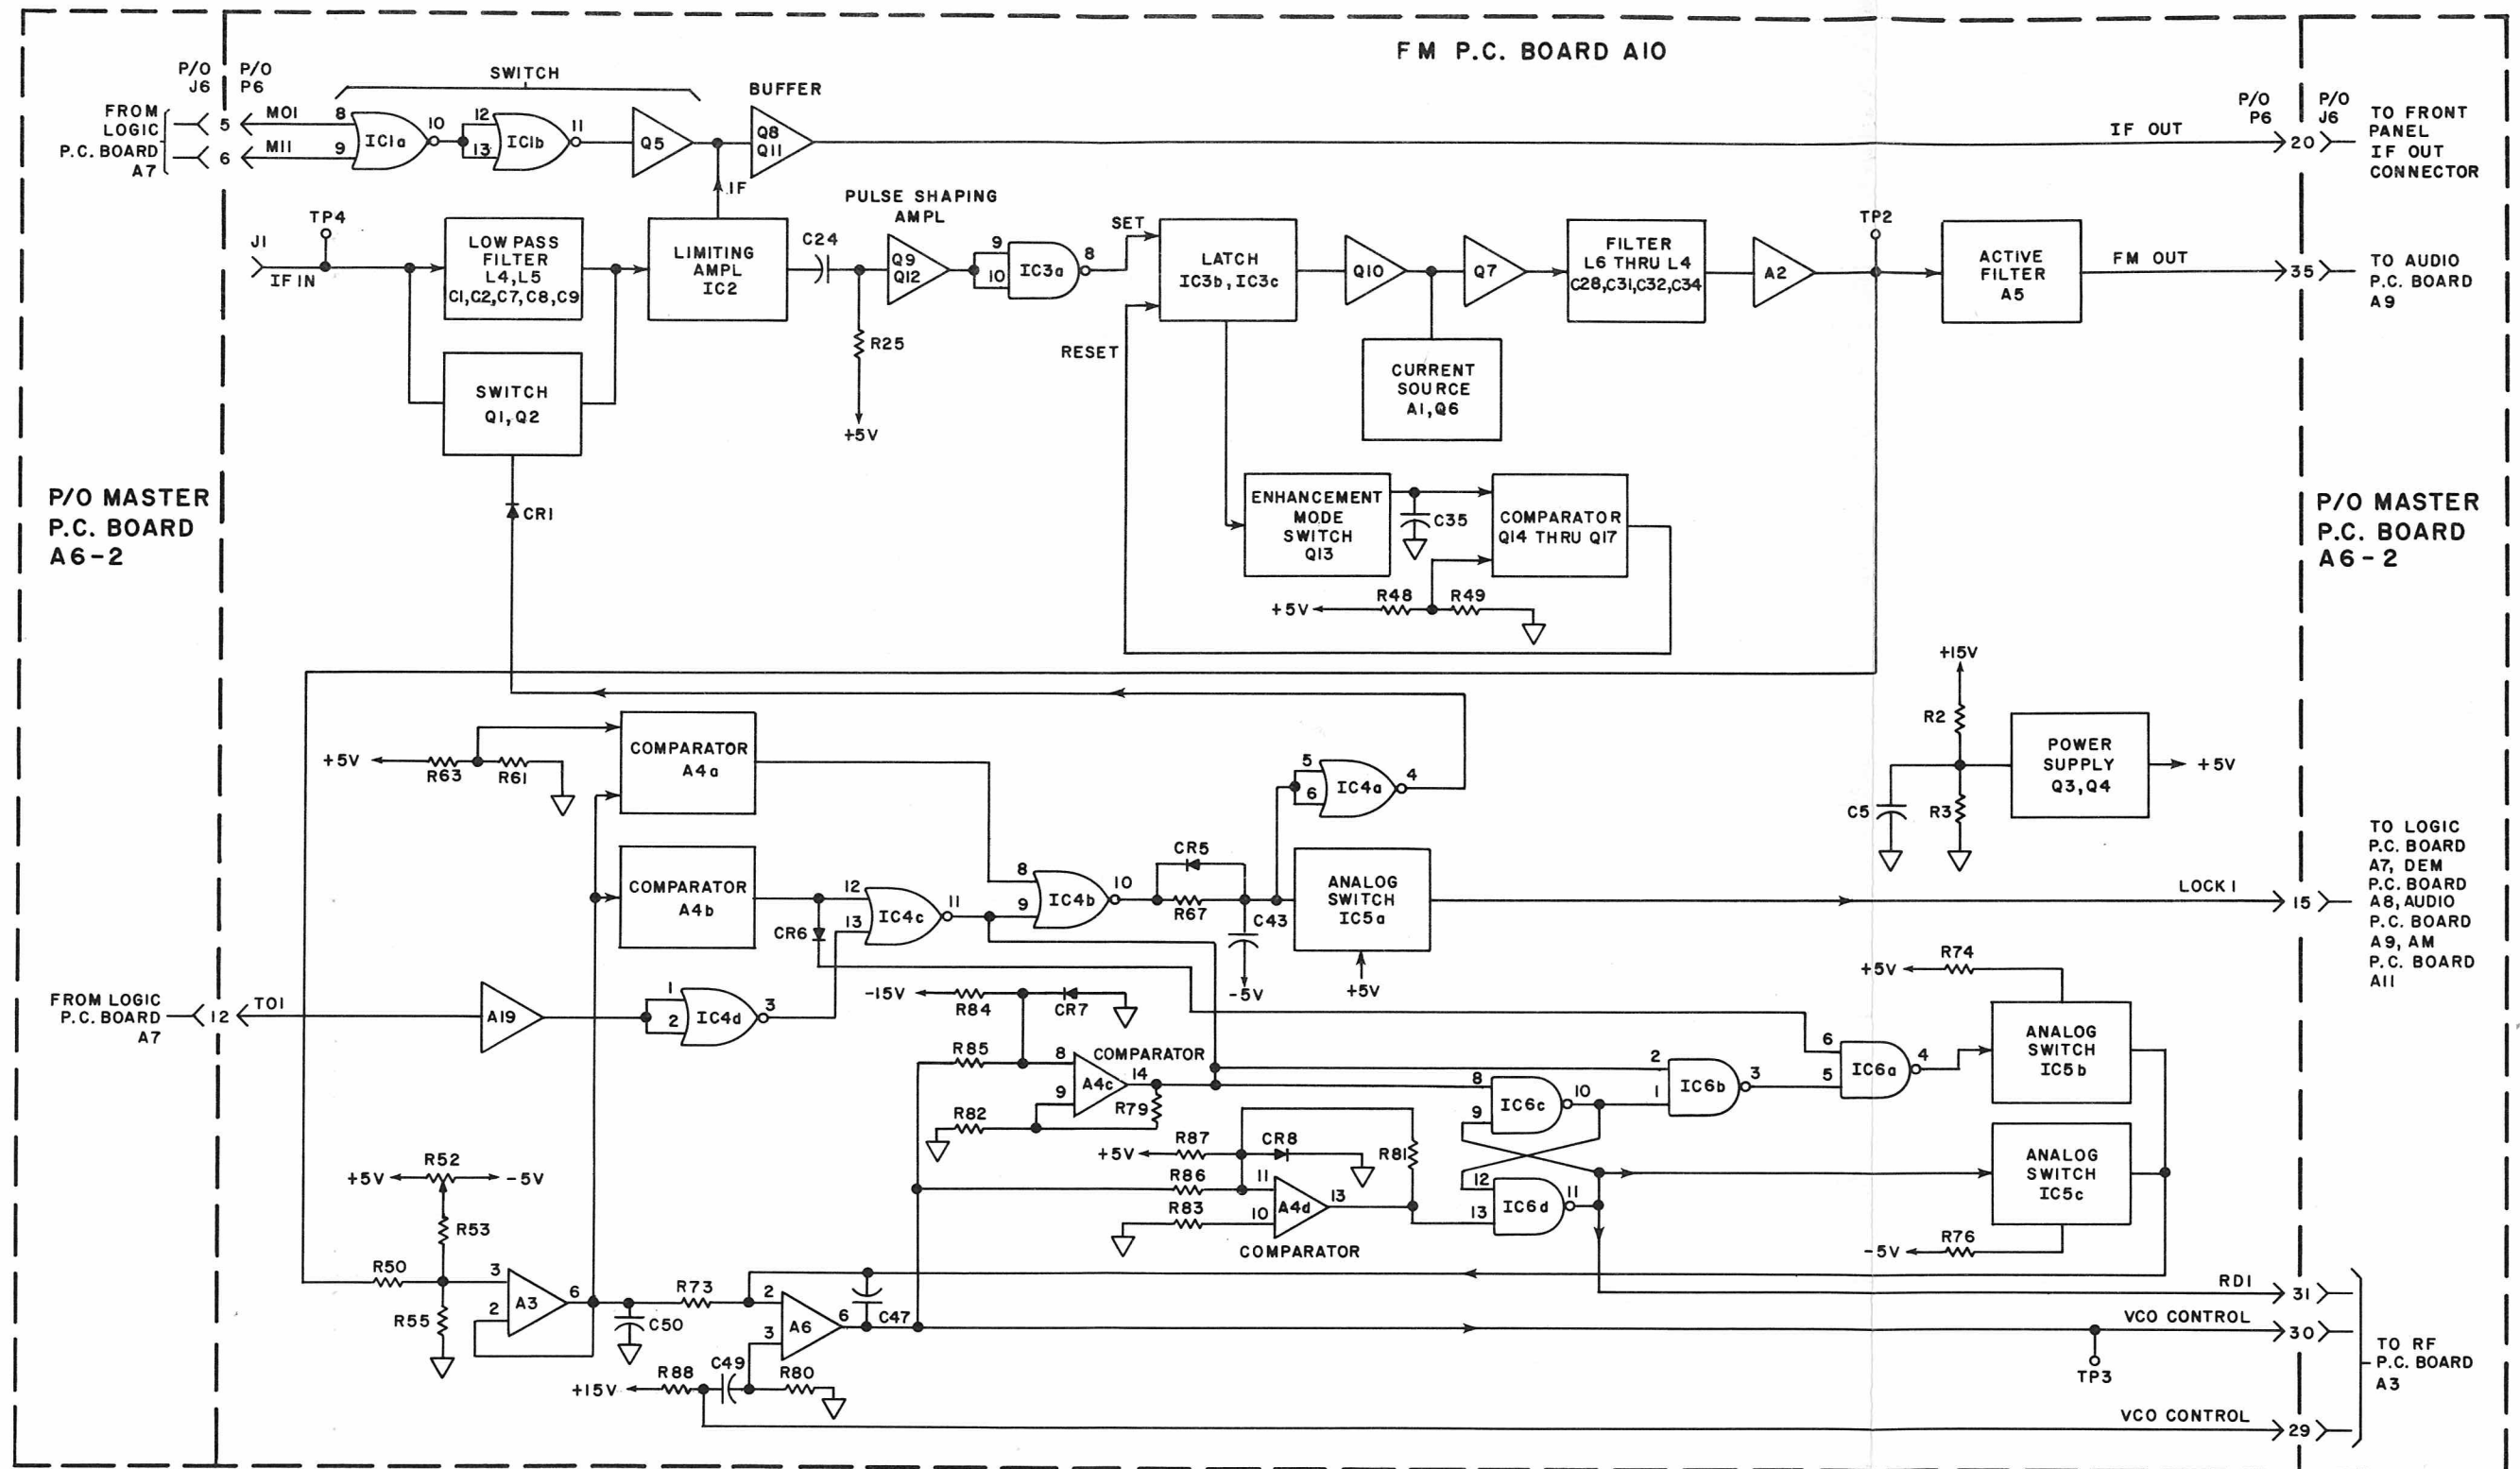 FM P.C. BOARD A10
P/O
J6
P/O
P6
SWITCH
BUFFER
FROM
LOGIC
P.C. BOARD
A7
5
MO1
8
IC1a
10
12
13
IC1b
11
Q5
Q8
Q11
6
MI1
9
IF
IF OUT
P/O
P6
P/O
J6
20
TO FRONT
PANEL
IF OUT
CONNECTOR
J1
IF IN
TP4
LOW PASS
FILTER
L4, L5
C1, C2, C7, C8, C9
LIMITING
AMPL
IC2
C24
PULSE SHAPING
AMPL
Q9
Q12
9
10
IC3a
8
SET
LATCH
IC3b, IC3c
Q10
Q7
FILTER
L6 THRU L4
C28, C31, C32, C34
A2
TP2
ACTIVE
FILTER
A5
FM OUT
35
TO AUDIO
P.C. BOARD
A9
SWITCH
Q1, Q2
R25
+5V
RESET
CURRENT
SOURCE
A1, Q6
P/O MASTER
P.C. BOARD
A6-2
CR1
ENHANCEMENT
MODE
SWITCH
Q13
C35
COMPARATOR
Q14 THRU Q17
+5V
R48
R49
P/O MASTER
P.C. BOARD
A6-2
+5V
R63
R61
COMPARATOR
A4a
5
6
IC4a
4
+15V
R2
C5
R3
POWER
SUPPLY
Q3, Q4
+5V
COMPARATOR
A4b
12
13
CR6
IC4c
11
8
9
IC4b
10
CR5
R67
C43
-5V
ANALOG
SWITCH
IC5a
+5V
LOCK 1
15
TO LOGIC
P.C. BOARD
A7, DEM
P.C. BOARD
A8, AUDIO
P.C. BOARD
A9, AM
P.C. BOARD
A11
FROM LOGIC
P.C. BOARD
A7
12
TO1
A19
1
2
IC4d
3
-15V
R84
CR7
R85
8
COMPARATOR
A4c
14
9
R79
R82
+5V
R74
ANALOG
SWITCH
IC5b
8
9
IC6c
10
2
1
IC6b
3
6
5
IC6a
4
+5V
R87
CR8
R81
R86
11
R83
10
A4d
13
COMPARATOR
12
13
IC6d
11
ANALOG
SWITCH
IC5c
-5V
R76
+5V
R52
-5V
R53
R50
R55
3
2
A3
6
C50
R73
2
3
A6
6
C47
+15V
R88
C49
R80
RD1
31
VCO CONTROL
30
TP3
VCO CONTROL
29
TO RF
P.C. BOARD
A3